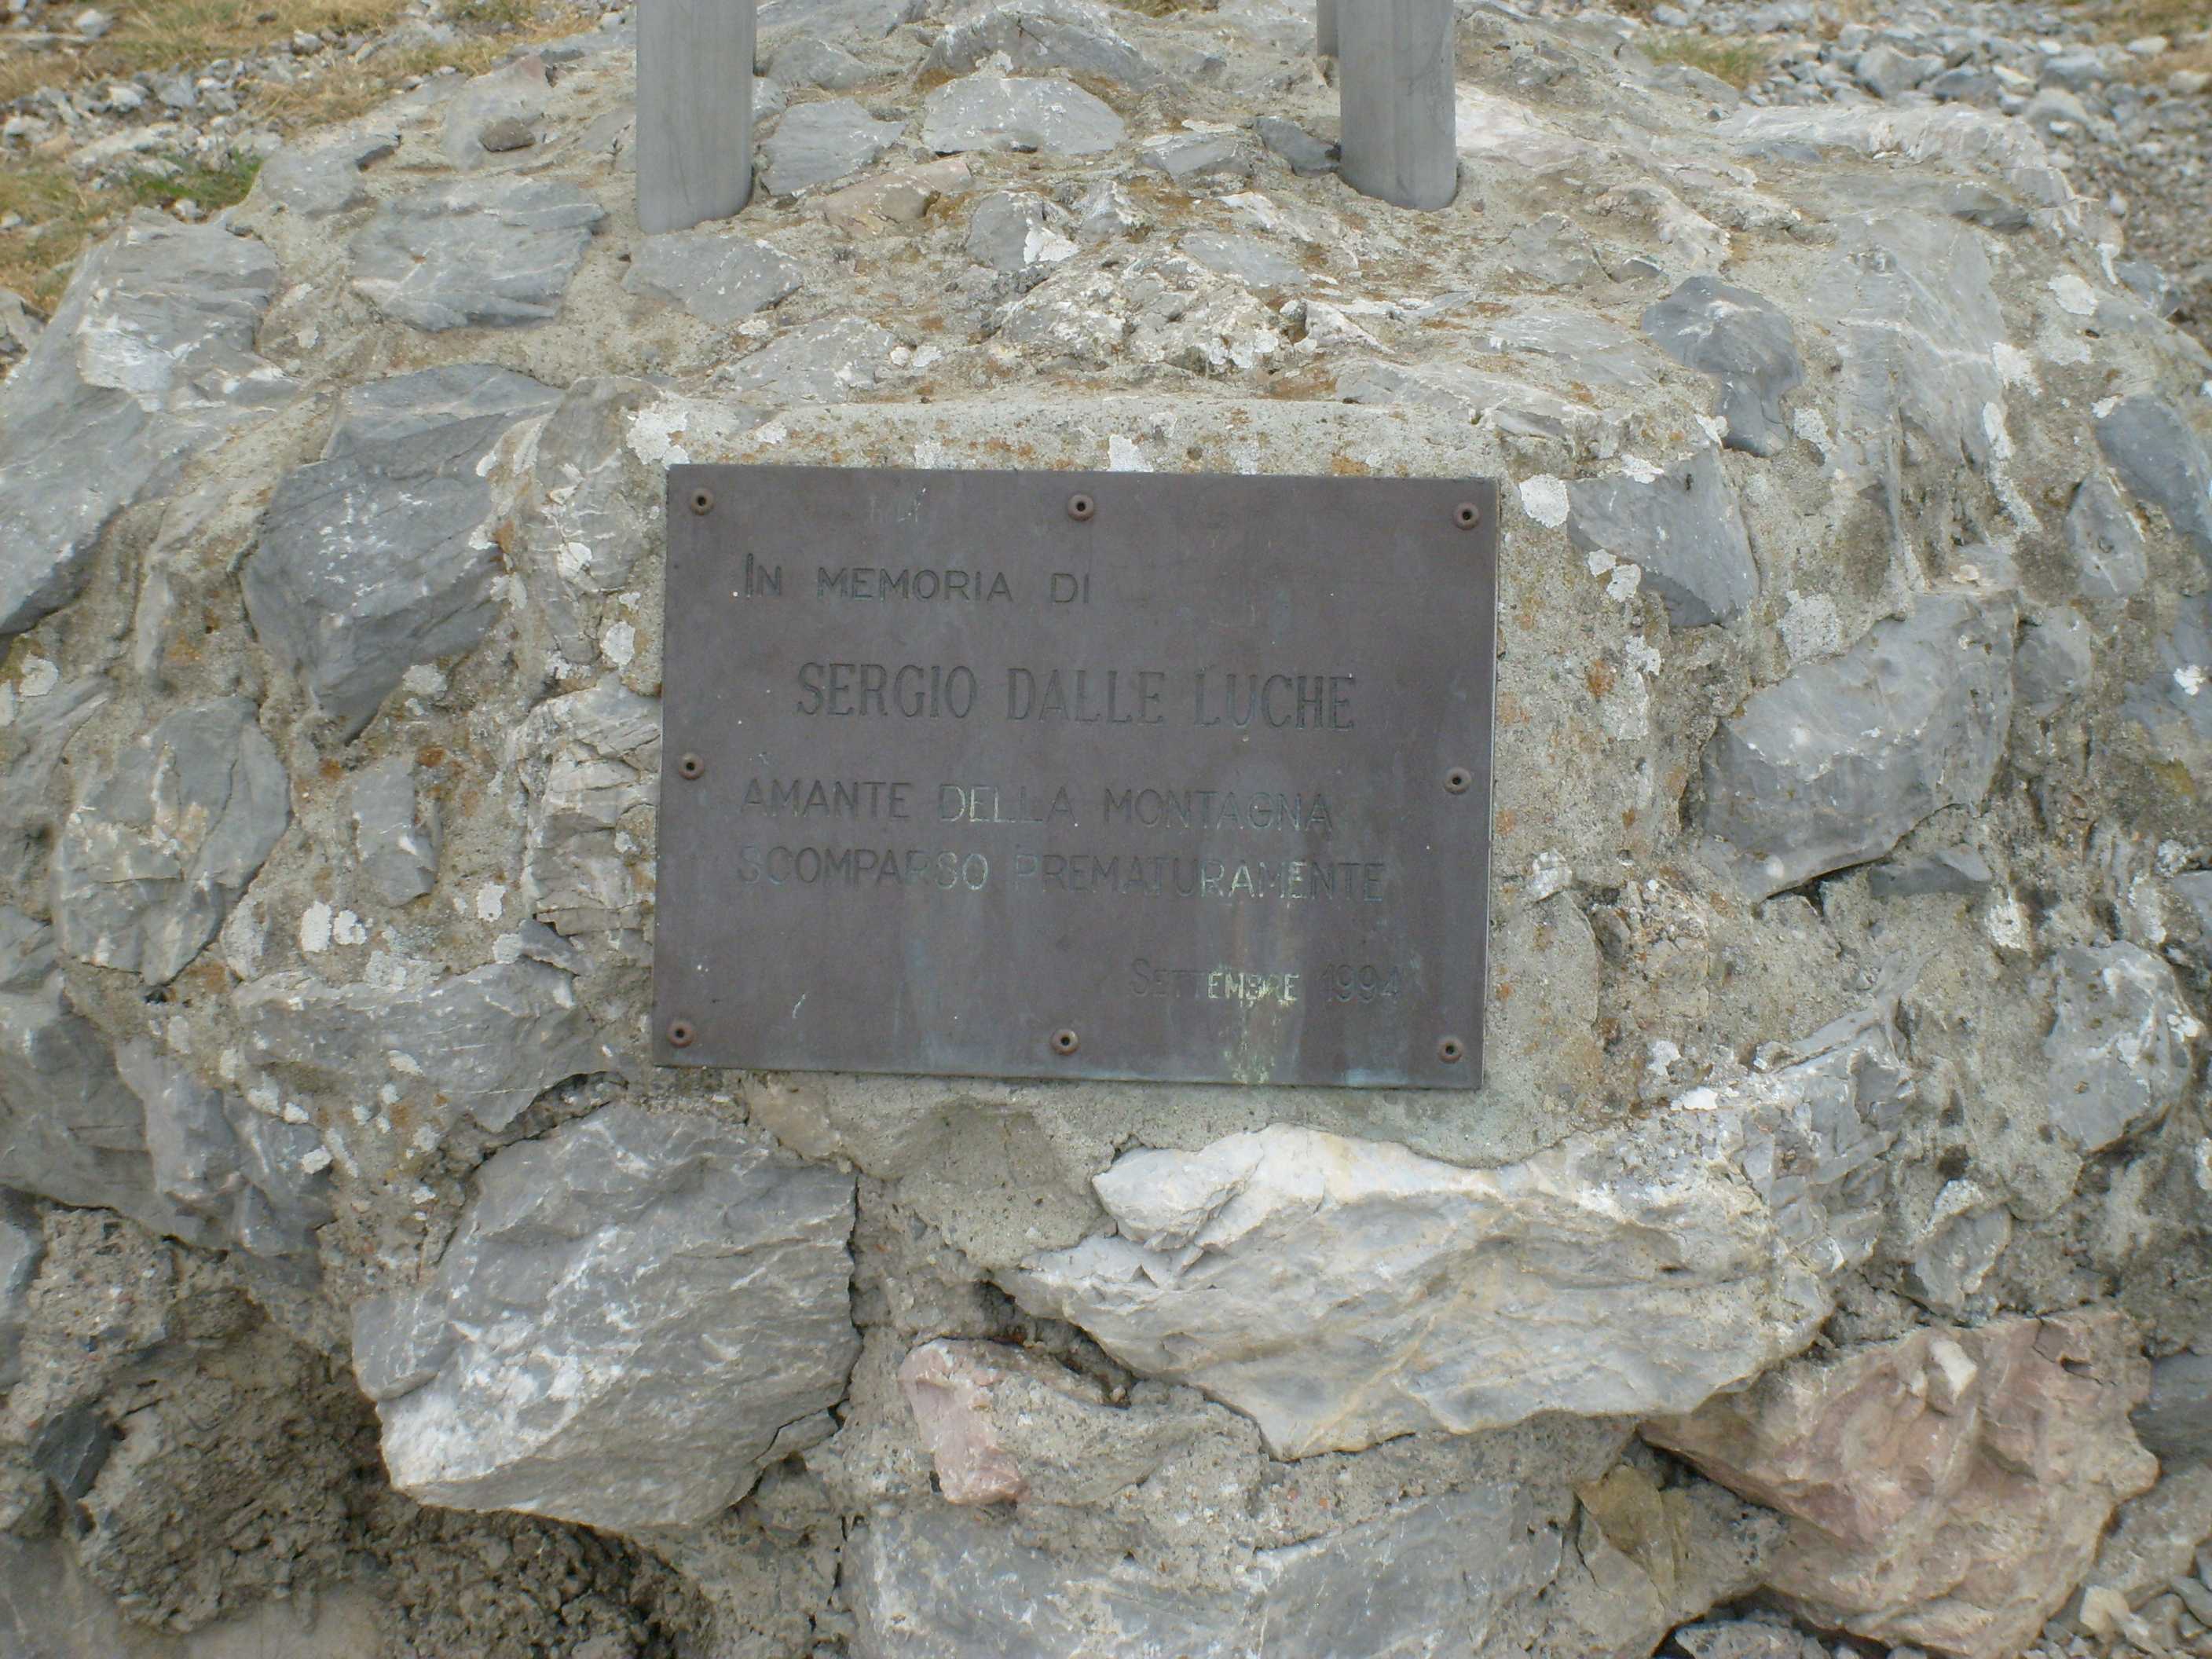 In memoria di
SERGIO DALLE LUCHE
AMANTE DELLA MONTAGNA
SCOMPARSO PREMATURAMENTE
Settembre 1994